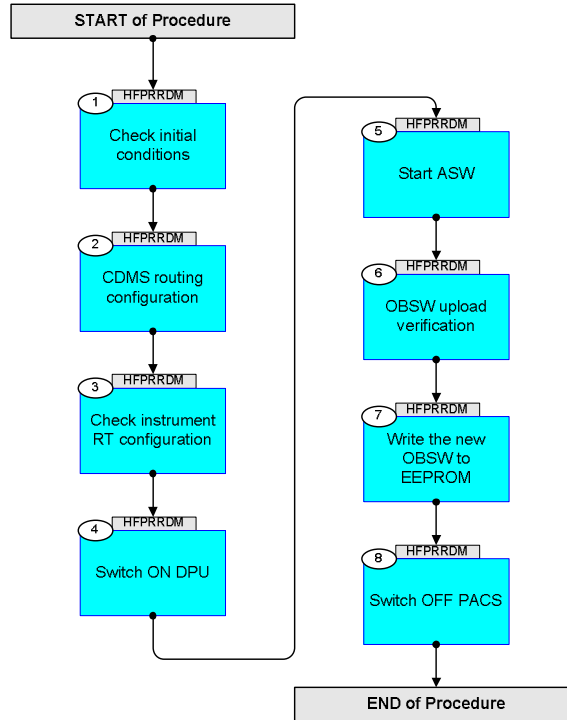 START of Procedure
HFPRRDM
1
Check initial
conditions
HFPRRDM
2
CDMS routing
configuration
HFPRRDM
3
Check instrument
RT configuration
HFPRRDM
4
Switch ON DPU
HFPRRDM
5
Start ASW
HFPRRDM
6
OBSW upload
verification
HFPRRDM
7
Write the new
OBSW to
EEPROM
HFPRRDM
8
Switch OFF PACS
END of Procedure